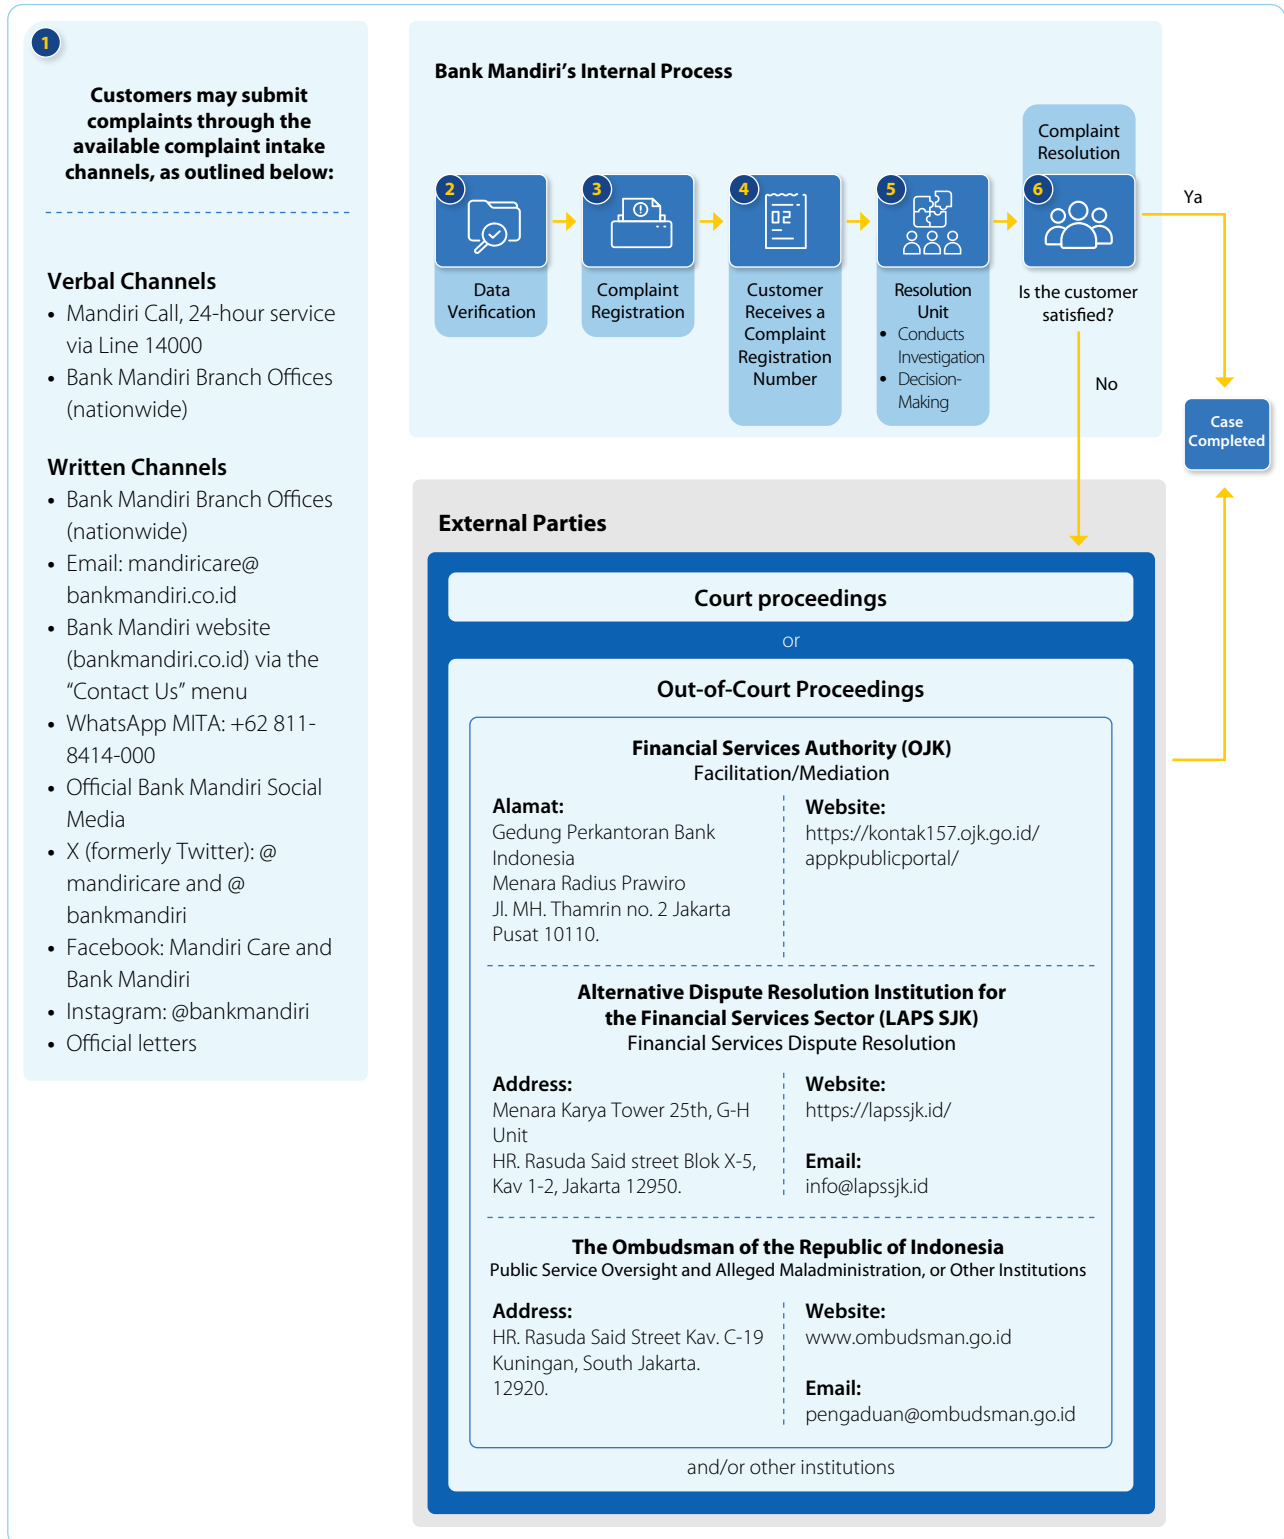 1
Customers may submit
complaints through the
available complaint intake
channels, as outlined below:
Verbal Channels
• Mandiri Call, 24-hour service
via Line 14000
• Bank Mandiri Branch Offices
(nationwide)
Written Channels
• Bank Mandiri Branch Offices
(nationwide)
• Email: mandiricare@
bankmandiri.co.id
• Bank Mandiri website
(bankmandiri.co.id) via the
“Contact Us” menu
• WhatsApp MITA: +62 811-
8414-000
• Official Bank Mandiri Social
Media
• X (formerly Twitter): @
mandiricare and @
bankmandiri
• Facebook: Mandiri Care and
Bank Mandiri
• Instagram: @bankmandiri
• Official letters
Bank Mandiri’s Internal Process
2
Data
Verification
3
Complaint
Registration
4
02
Customer
Receives a
Complaint
Registration
Number
5
Resolution
Unit
• Conducts
Investigation
• Decision-
Making
Complaint
Resolution
6
Is the customer
satisfied?
Ya
No
Case
Completed
External Parties
Court proceedings
or
Out-of-Court Proceedings
Financial Services Authority (OJK)
Facilitation/Mediation
Alamat:
Gedung Perkantoran Bank
Indonesia
Menara Radius Prawiro
Jl. MH. Thamrin no. 2 Jakarta
Pusat 10110.
Website:
https://kontak157.ojk.go.id/
appkpublicportal/
Alternative Dispute Resolution Institution for
the Financial Services Sector (LAPS SJK)
Financial Services Dispute Resolution
Address:
Menara Karya Tower 25th, G-H
Unit
HR. Rasuda Said street Blok X-5,
Kav 1-2, Jakarta 12950.
Website:
https://lapssjk.id/
Email:
info@lapssjk.id
The Ombudsman of the Republic of Indonesia
Public Service Oversight and Alleged Maladministration, or Other Institutions
Address:
HR. Rasuda Said Street Kav. C-19
Kuningan, South Jakarta.
12920.
Website:
www.ombudsman.go.id
Email:
pengaduan@ombudsman.go.id
and/or other institutions